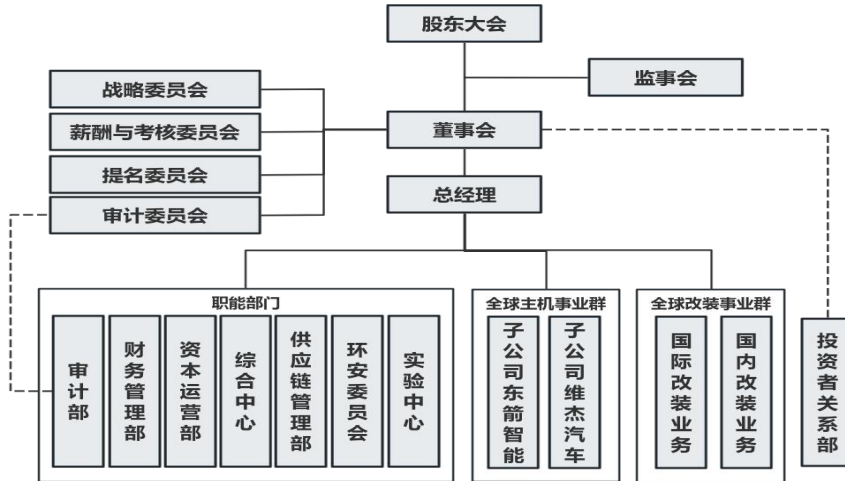 股东大会
监事会
战略委员会
薪酬与考核委员会
董事会
提名委员会
总经理
审计委员会
职能部门
全球主机事业群
全球改装事业群
审计部
财务管理部
资本运营部
综合中心
供应链管理部
环安委员会
实验中心
子公司东箭智能
子公司维杰汽车
国际改装业务
国内改装业务
投资者关系部